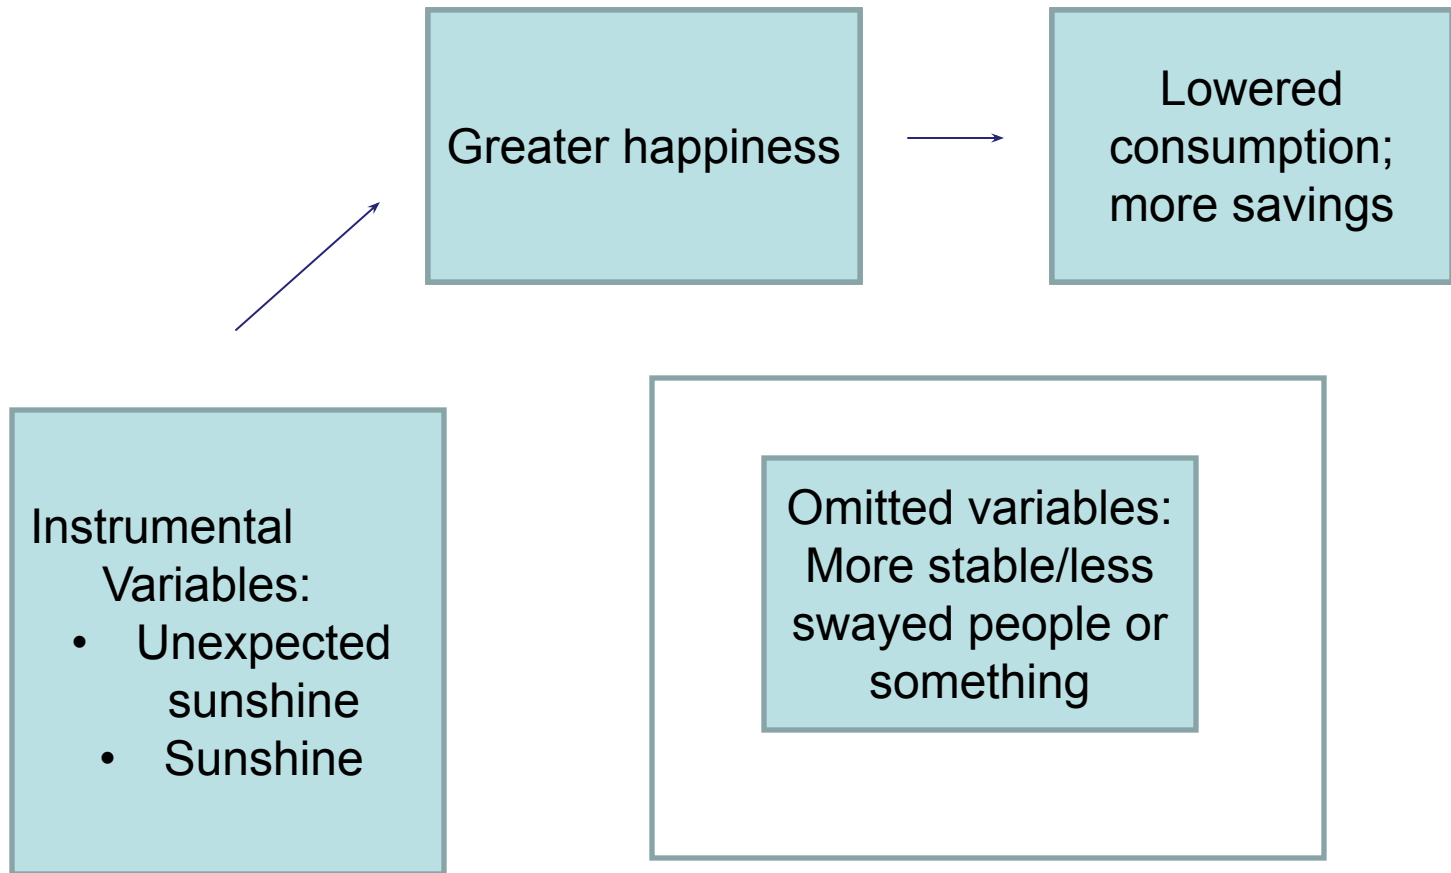 Greater happiness
Lowered
consumption;
more savings
Instrumental
Variables:
• Unexpected
sunshine
• Sunshine
Omitted variables:
More stable/less
swayed people or
something